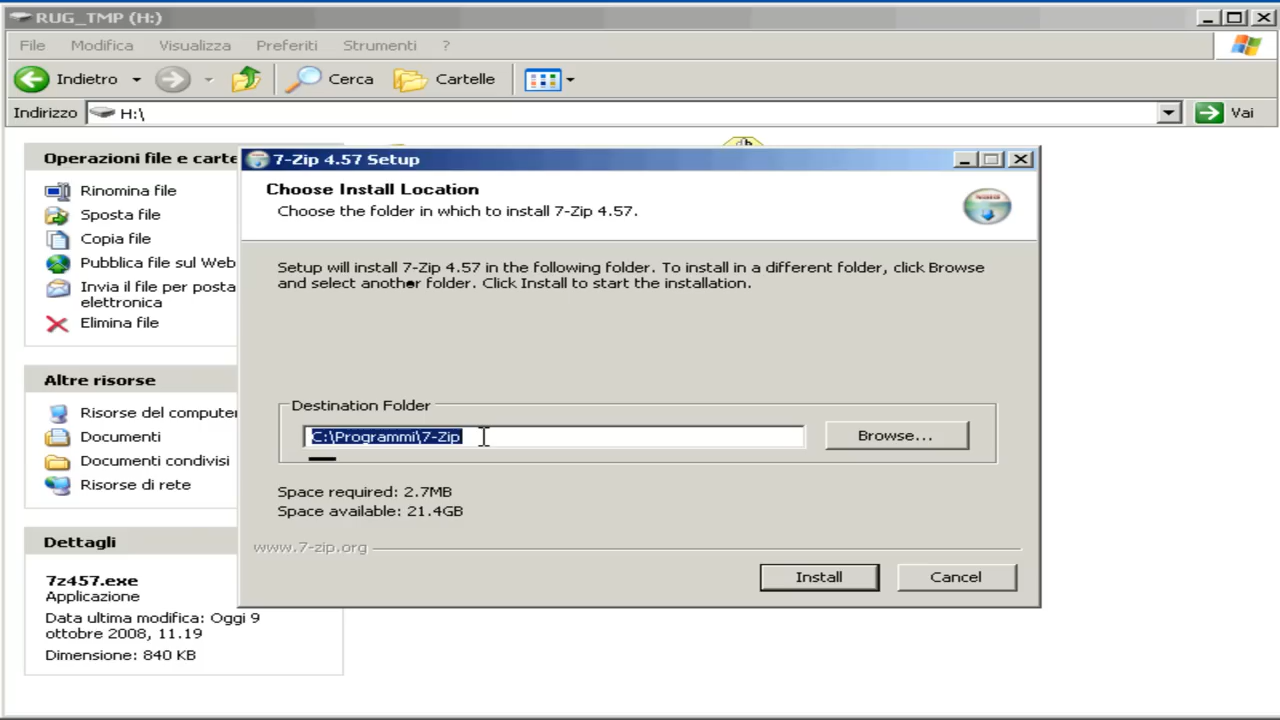 RUG_TMP (H:)
File Modifica Visualizza Preferiti Strumenti ?
Indietro Cerca Cartelle
Indirizzo H:\ Vai
Operazioni file e carte
Rinomina file
Sposta file
Copia file
Pubblica file sul Web
Invia il file per posta
elettronica
Elimina file
Altre risorse
Risorse del computer
Documenti
Documenti condivisi
Risorse di rete
Dettagli
7z457.exe
Applicazione
Data ultima modifica: Oggi 9
ottobre 2008, 11.19
Dimensione: 840 KB
7-Zip 4.57 Setup
Choose Install Location
Choose the folder in which to install 7-Zip 4.57.
Setup will install 7-Zip 4.57 in the following folder. To install in a different folder, click Browse
and select another folder. Click Install to start the installation.
Destination Folder
C:\Programmi\7-Zip
Browse...
Space required: 2.7MB
Space available: 21.4GB
www.7-zip.org
Install Cancel